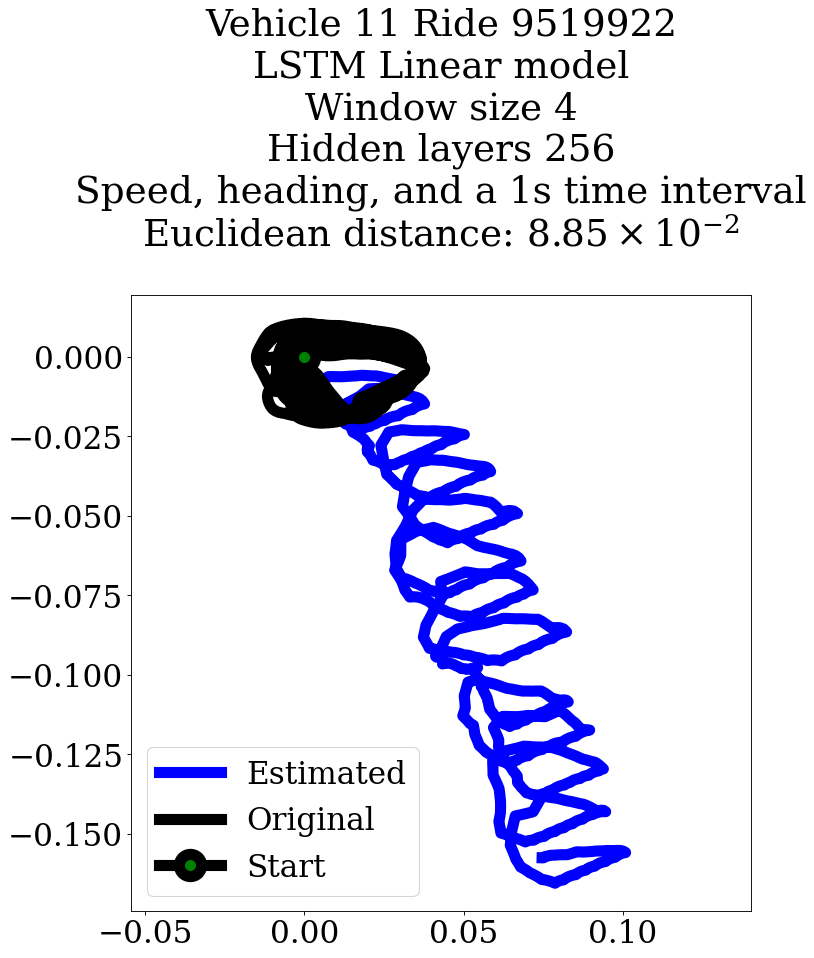 Vehicle 11 Ride 9519922
LSTM Linear model
Window size 4
Hidden layers 256
Speed, heading, and a 1s time interval
Euclidean distance: 8.85 × 10⁻²
0.000
−0.025
−0.050
−0.075
−0.100
−0.125
−0.150
Estimated
Original
Start
−0.05 0.00 0.05 0.10